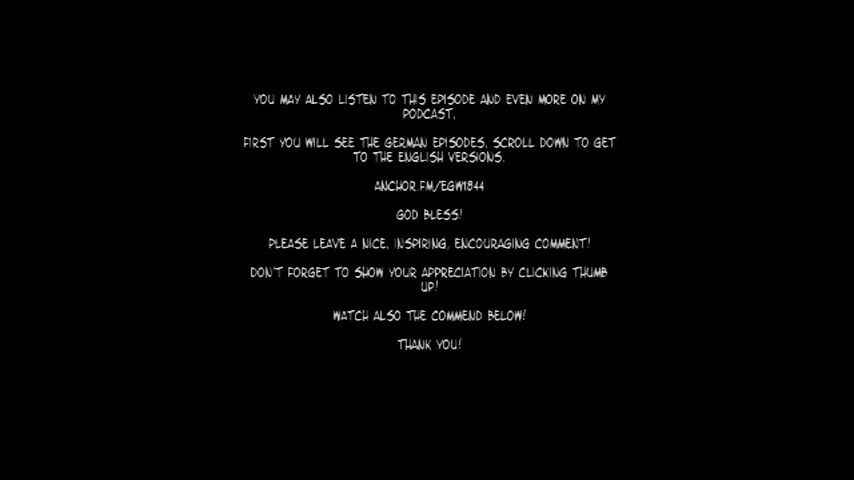 YOU MAY ALSO LISTEN TO THIS EPISODE AND EVEN MORE ON MY
PODCAST,
FIRST YOU WILL SEE THE GERMAN EPISODES, SCROLL DOWN TO GET
TO THE ENGLISH VERSIONS.
ANCHOR.FM/EGW1844
GOD BLESS!
PLEASE LEAVE A NICE, INSPIRING, ENCOURAGING COMMENT!
DON'T FORGET TO SHOW YOUR APPRECIATION BY CLICKING THUMB
UP!
WATCH ALSO THE COMMEND BELOW!
THANK YOU!